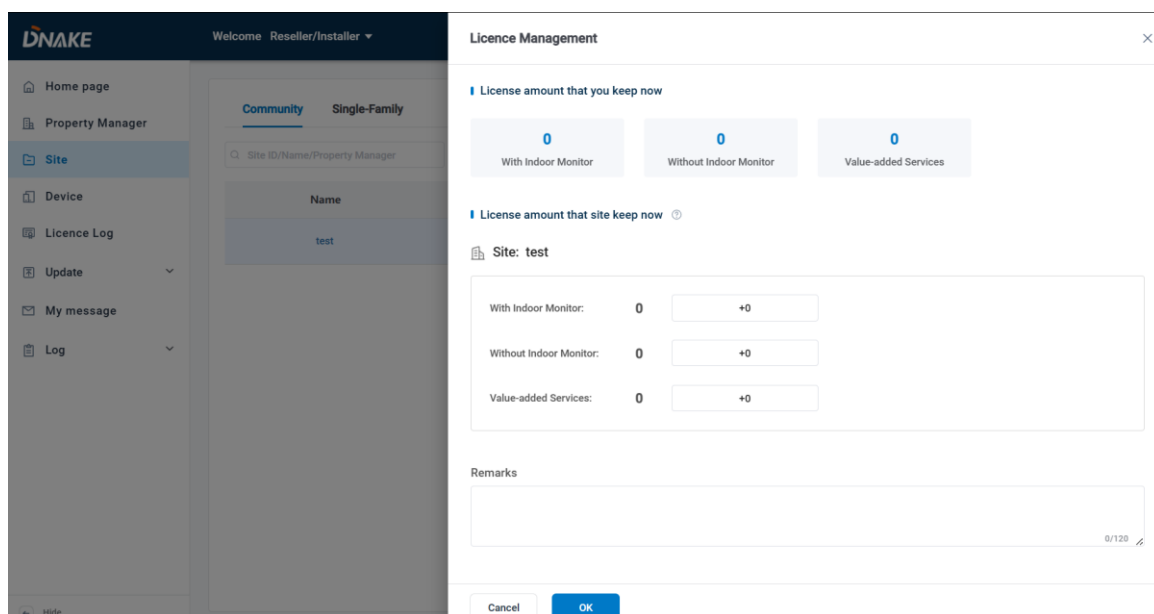 DNAKE
Welcome Reseller/Installer
Home page
Property Manager
Site
Device
Licence Log
Update
My message
Log
Hide
Community Single-Family
Site ID/Name/Property Manager
Name
test
Licence Management
License amount that you keep now
0 0 0
With Indoor Monitor Without Indoor Monitor Value-added Services
License amount that site keep now
Site: test
With Indoor Monitor: 0 +0
Without Indoor Monitor: 0 +0
Value-added Services: 0 +0
Remarks
0/120
Cancel OK